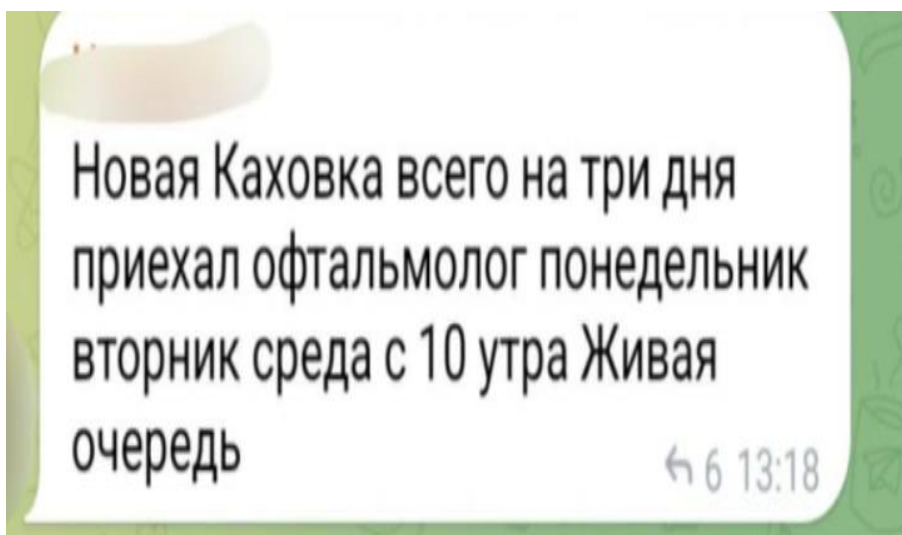 Новая Каховка всего на три дня
приехал офтальмолог понедельник
вторник среда с 10 утра Живая
очередь
6 13:18